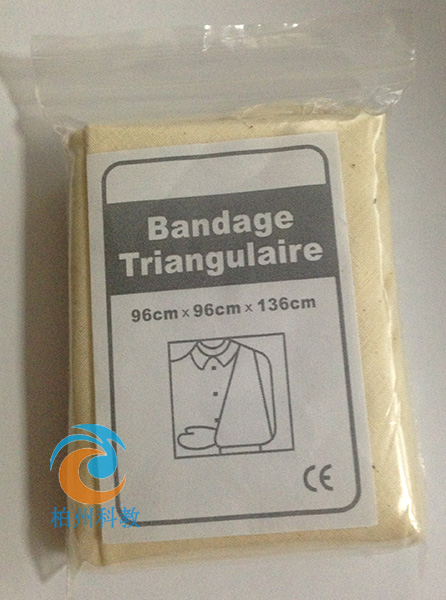 Bandage
Triangulaire
96cm x 96cm x 136cm
CE
柏州科教